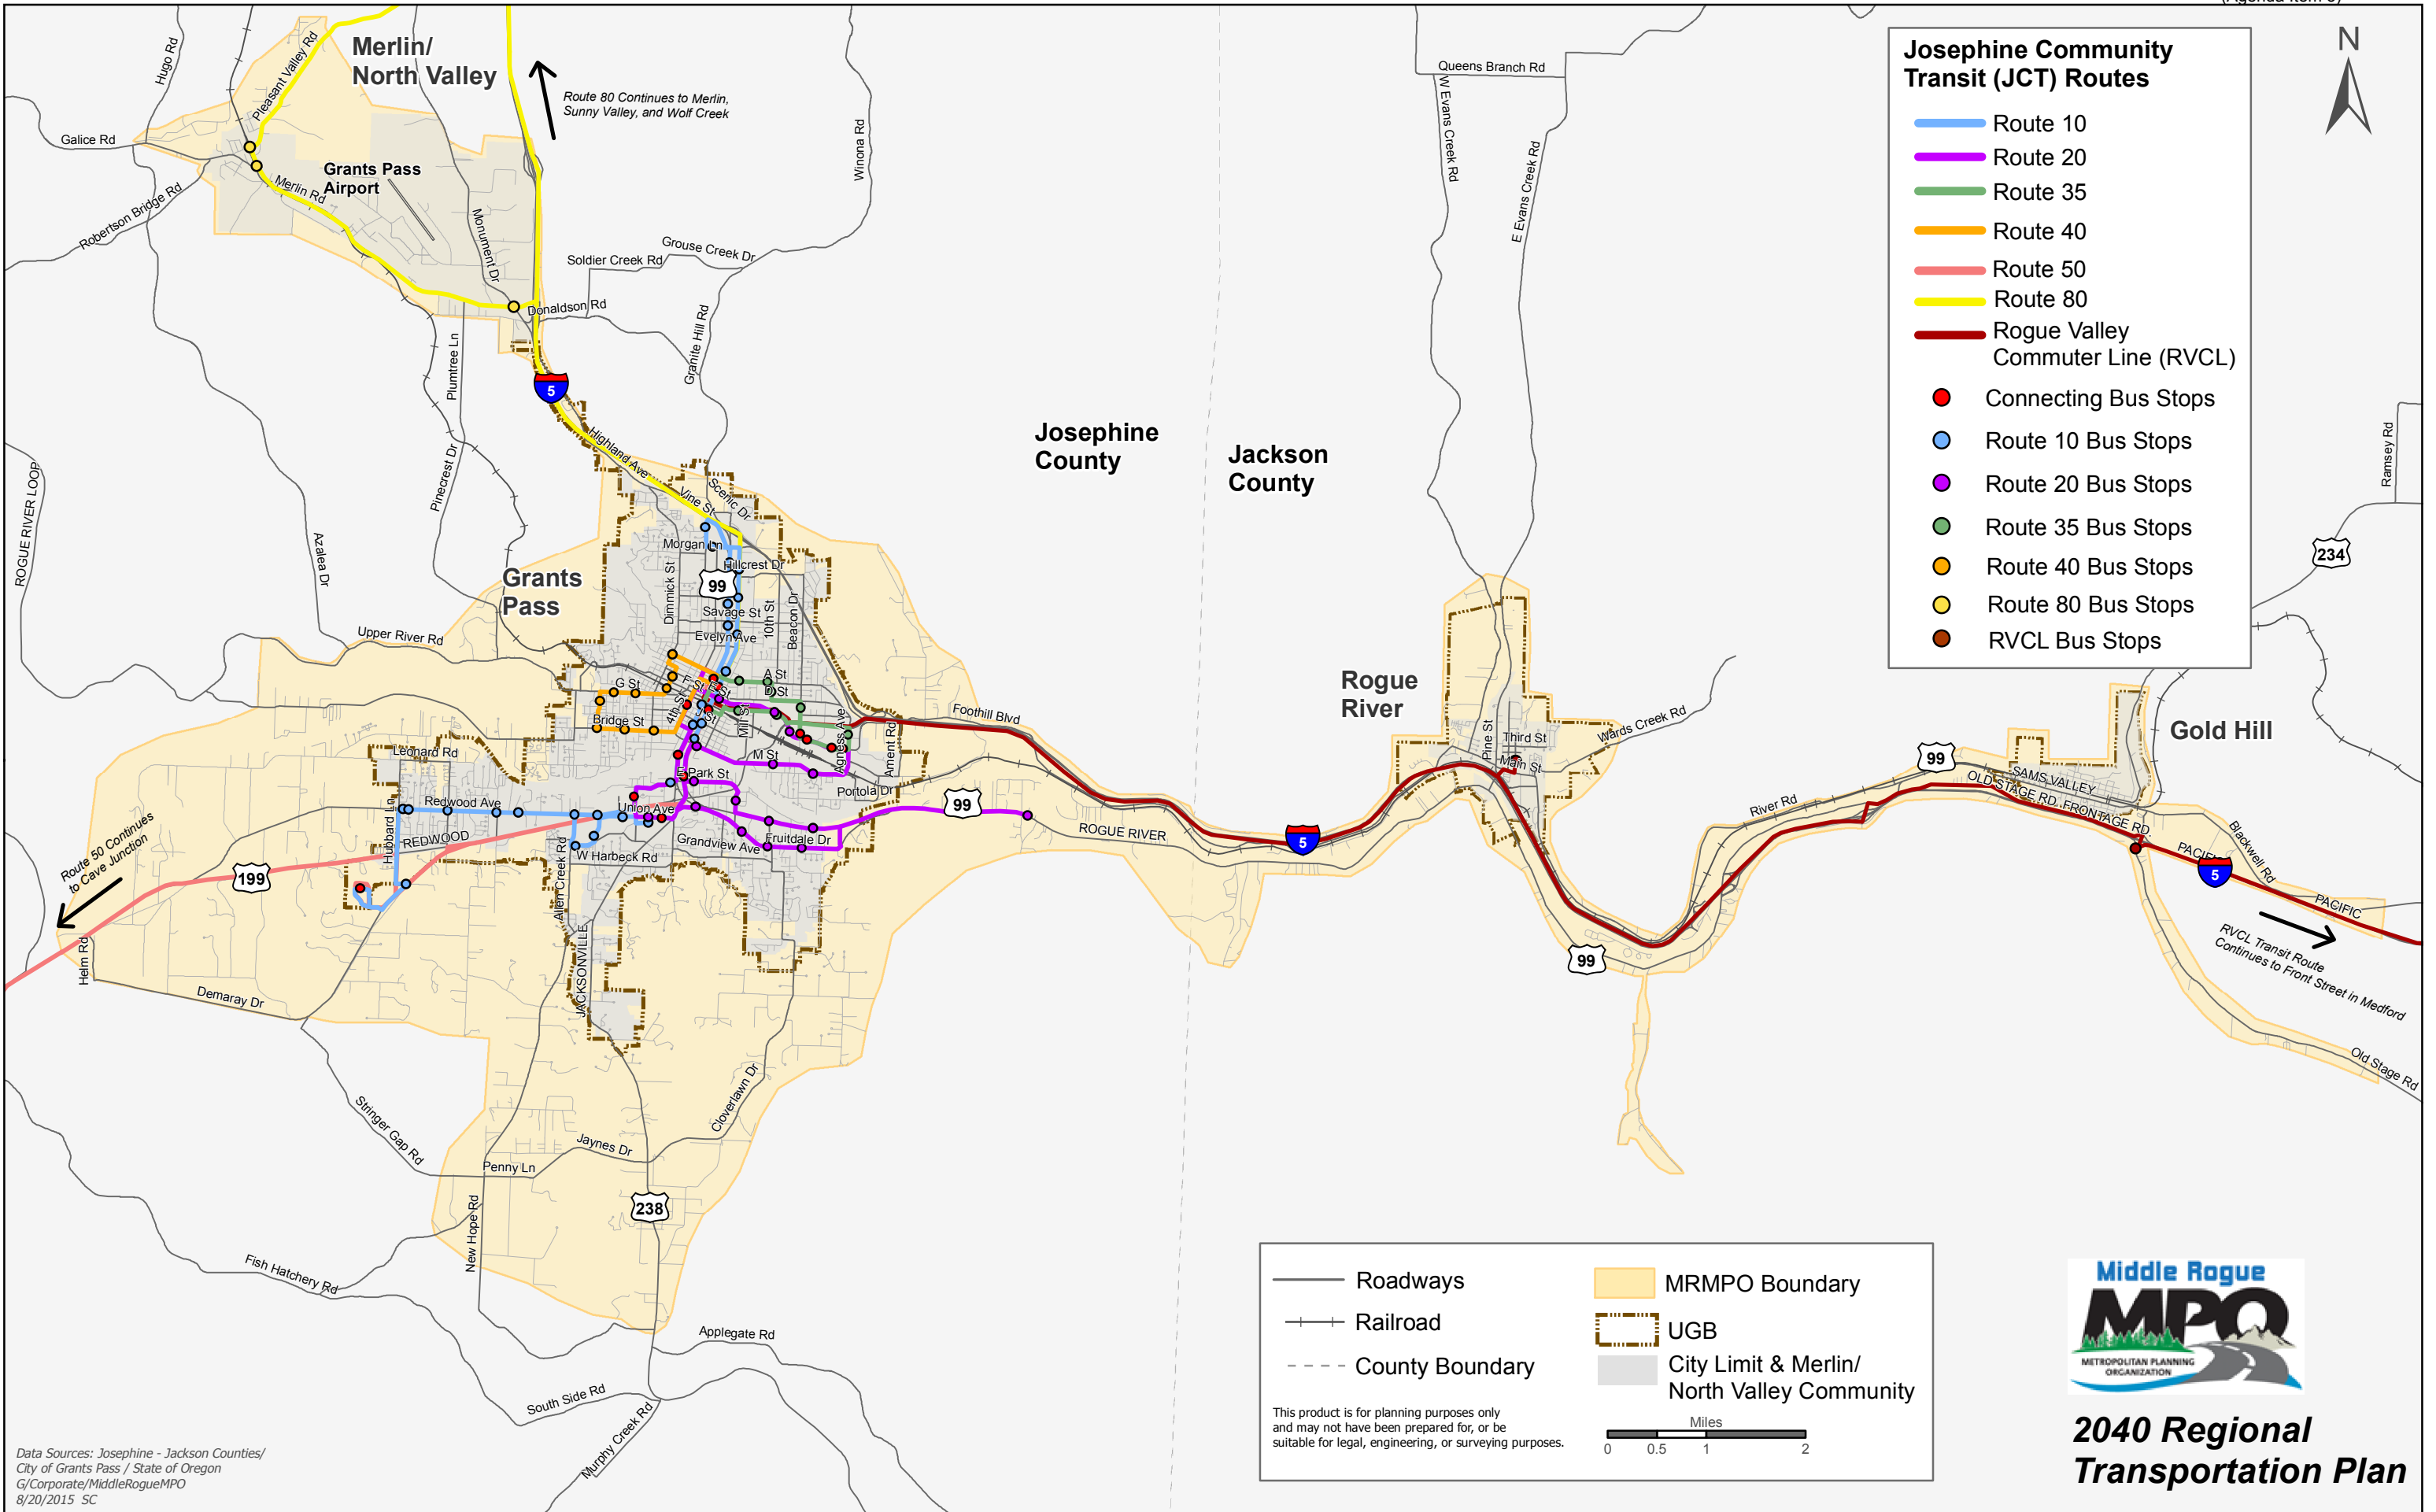 Merlin/
North Valley
Route 80 Continues to Merlin,
Sunny Valley, and Wolf Creek
Hugo Rd
Pleasant Valley Rd
Galice Rd
Robertson Bridge Rd
Merlin Rd
Grants Pass
Airport
Monument Dr
Winona Rd
Grouse Creek Dr
Soldier Creek Rd
Donaldson Rd
Granite Hill Rd
Plumtree Ln
Pinecrest Dr
5
Highland Ave
Vine St
Scenic Dr
ROGUE RIVER LOOP
Azalea Dr
Grants
Pass
Upper River Rd
Morgan Ln
Hillcrest Dr
99
Dimmick St
Savage St
10th St
Beacon Dr
Evelyn Ave
A St
D St
E St
F St
G St
4th St
J St
Mill St
Bridge St
M St
Agness Ave
Ament Rd
Foothill Blvd
Leonard Rd
E Park St
Portola Dr
Redwood Ave
Union Ave
Hubbard Ln
REDWOOD
Fruitdale Dr
Grandview Ave
W Harbeck Rd
Allen Creek Rd
JACKSONVILLE
99
ROGUE RIVER
Route 50 Continues
to Cave Junction
199
Helm Rd
Demaray Dr
Stringer Gap Rd
Jaynes Dr
Penny Ln
Cloverlawn Dr
238
New Hope Rd
Fish Hatchery Rd
Applegate Rd
South Side Rd
Murphy Creek Rd
Josephine
County
Jackson
County
Queens Branch Rd
W Evans Creek Rd
E Evans Creek Rd
Rogue
River
Pine St
Third St
Main St
Wards Creek Rd
5
99
River Rd
99
SAMS VALLEY
OLD STAGE RD. FRONTAGE RD
Gold Hill
Blackwell Rd
5
PACIFIC
RVCL Transit Route
Continues to Front Street in Medford
Old Stage Rd
234
Ramsey Rd
N
Josephine Community
Transit (JCT) Routes
Route 10
Route 20
Route 35
Route 40
Route 50
Route 80
Rogue Valley
Commuter Line (RVCL)
Connecting Bus Stops
Route 10 Bus Stops
Route 20 Bus Stops
Route 35 Bus Stops
Route 40 Bus Stops
Route 80 Bus Stops
RVCL Bus Stops
Roadways
Railroad
County Boundary
MRMPO Boundary
UGB
City Limit & Merlin/
North Valley Community
This product is for planning purposes only
and may not have been prepared for, or be
suitable for legal, engineering, or surveying purposes.
Miles
0 0.5 1 2
Middle Rogue
MPO
METROPOLITAN PLANNING
ORGANIZATION
2040 Regional
Transportation Plan
Data Sources: Josephine - Jackson Counties/
City of Grants Pass / State of Oregon
G/Corporate/MiddleRogueMPO
8/20/2015 SC